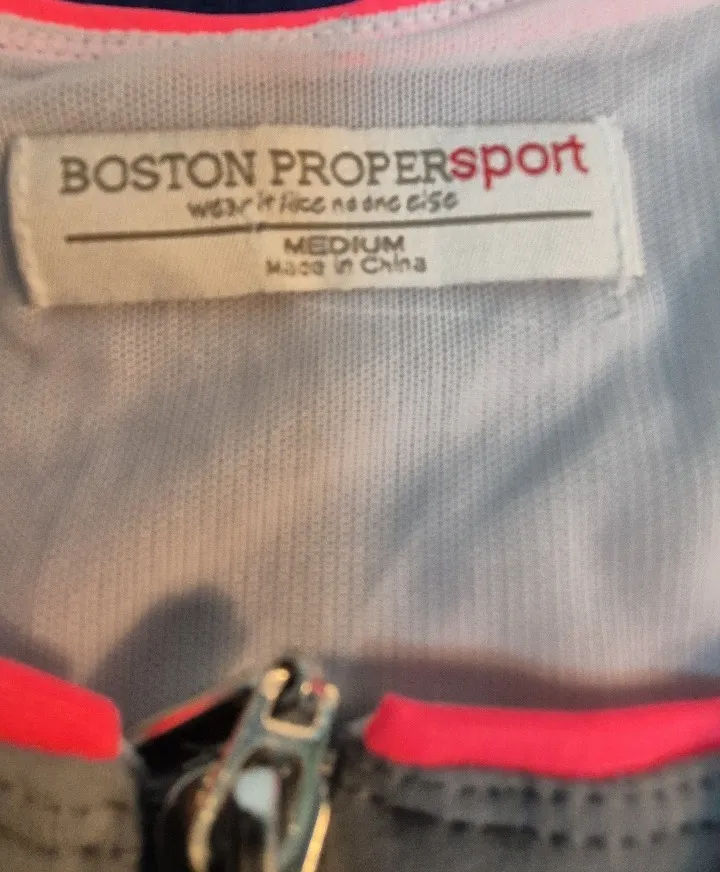 BOSTON PROPERsport
wear it like no one else
MEDIUM
Made in China